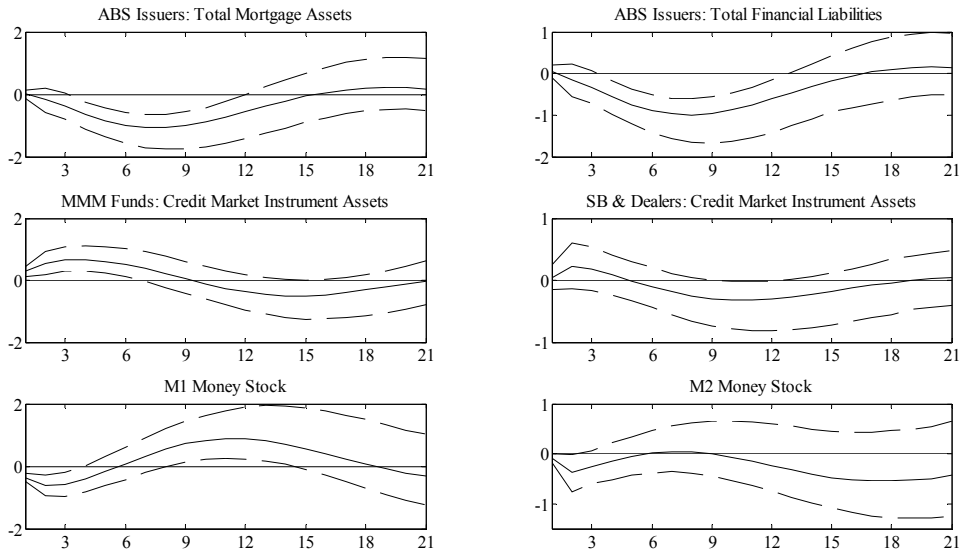 ABS Issuers: Total Mortgage Assets
2
0
-2
3 6 9 12 15 18 21
ABS Issuers: Total Financial Liabilities
1
0
-1
-2
3 6 9 12 15 18 21
MMM Funds: Credit Market Instrument Assets
2
0
-2
3 6 9 12 15 18 21
SB & Dealers: Credit Market Instrument Assets
1
0
-1
3 6 9 12 15 18 21
M1 Money Stock
2
0
-2
3 6 9 12 15 18 21
M2 Money Stock
1
0
-1
3 6 9 12 15 18 21